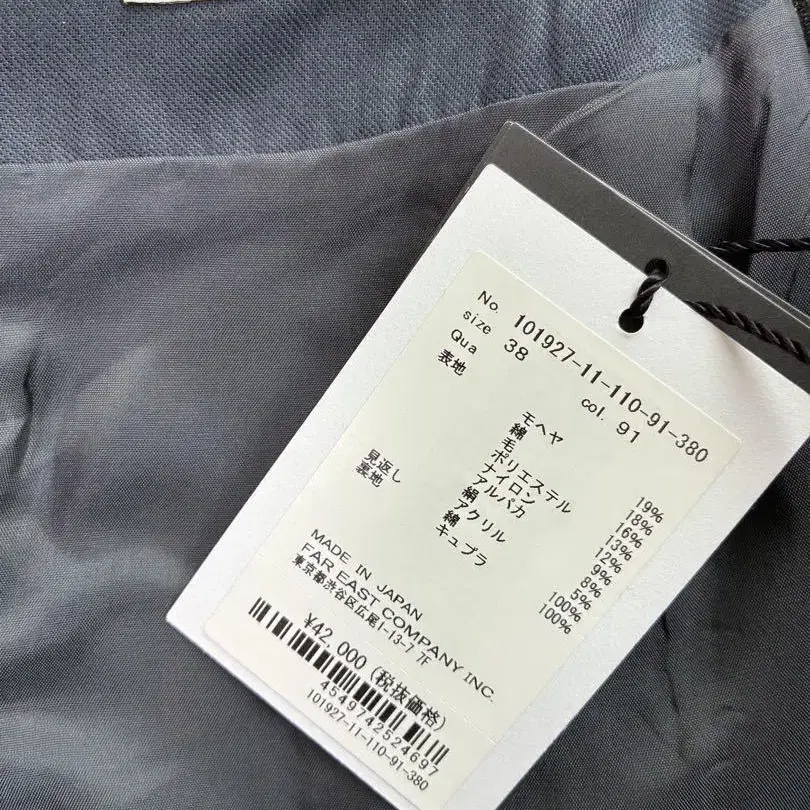 No. 101927-11-110-91-380
size 38 col. 91
Qua
表地 モヘヤ 19%
綿 18%
毛 16%
ポリエステル 13%
ナイロン 12%
アルパカ 9%
絹 8%
アクリル 5%
見返し 綿 100%
裏地 キュプラ 100%
MADE IN JAPAN
FAR EAST COMPANY INC.
東京都渋谷区広尾1-13-7 7F
¥42,000 (税抜価格)
4549742524697
101927-11-110-91-380